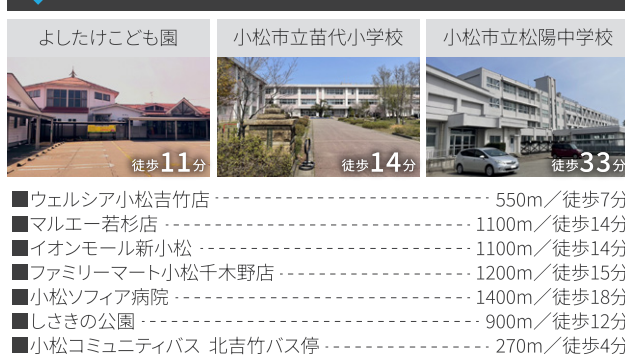 よしたけこども園
小松市立苗代小学校
小松市立松陽中学校
徒歩11分
徒歩14分
徒歩33分
■ウェルシア小松吉竹店 550m／徒歩7分
■マルエー若杉店 1100m／徒歩14分
■イオンモール新小松 1100m／徒歩14分
■ファミリーマート小松千木野店 1200m／徒歩15分
■小松ソフィア病院 1400m／徒歩18分
■しさきの公園 900m／徒歩12分
■小松コミュニティバス 北吉竹バス停 270m／徒歩4分